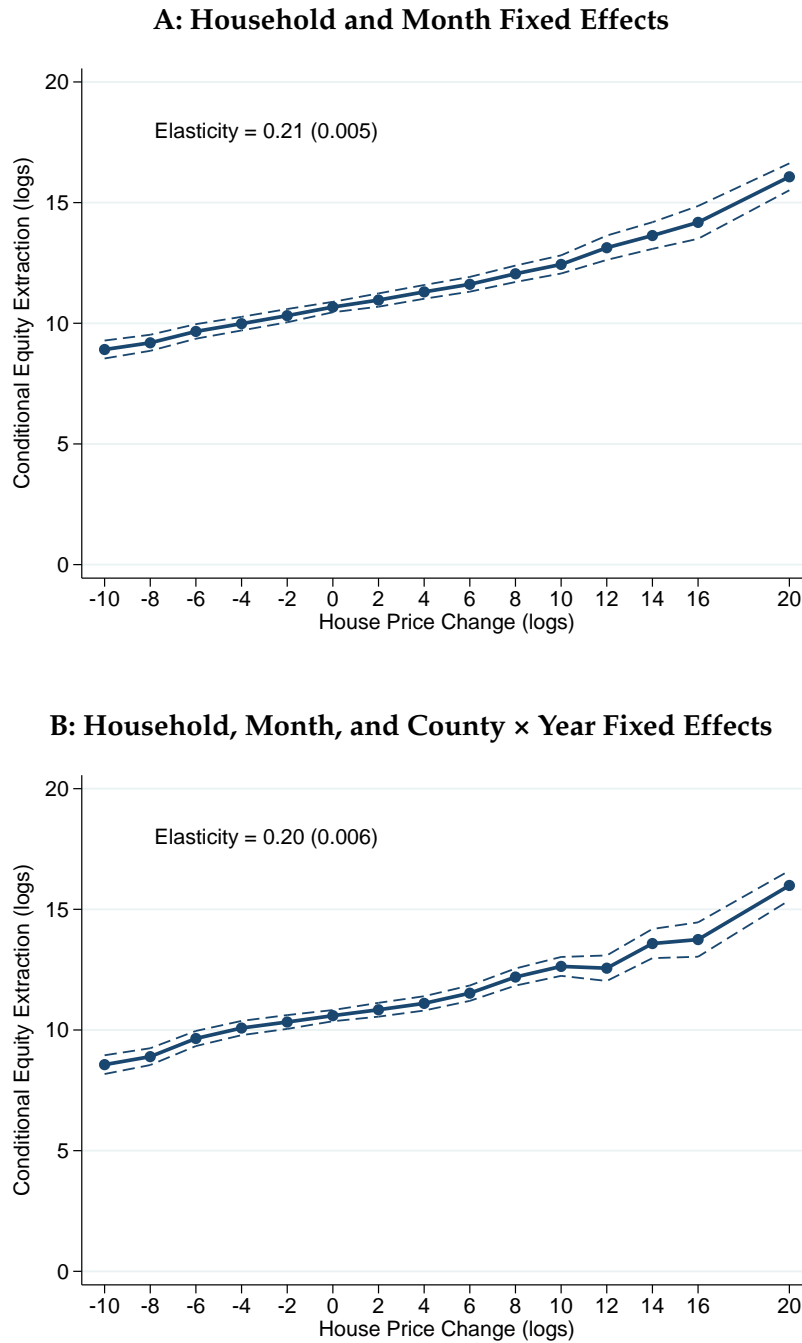 A: Household and Month Fixed Effects
20
Elasticity = 0.21 (0.005)
15
10
5
0
Conditional Equity Extraction (logs)
-10 -8 -6 -4 -2 0 2 4 6 8 10 12 14 16 20
House Price Change (logs)
B: Household, Month, and County × Year Fixed Effects
20
Elasticity = 0.20 (0.006)
15
10
5
0
Conditional Equity Extraction (logs)
-10 -8 -6 -4 -2 0 2 4 6 8 10 12 14 16 20
House Price Change (logs)